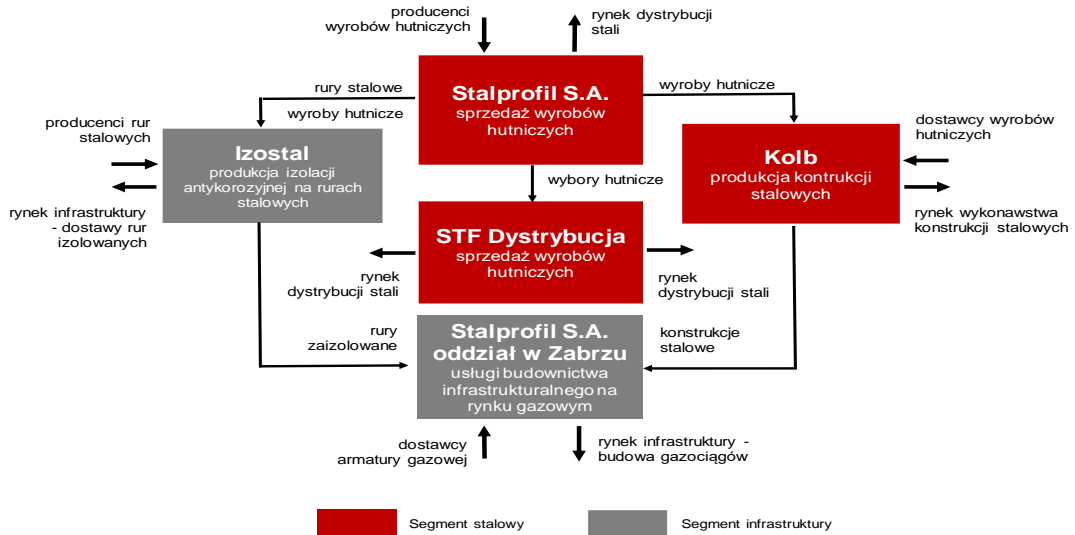 producenci
wyrobów hutniczych
rynek dystrybucji
stali
Stalprofil S.A.
sprzedaż wyrobów
hutniczych
rury stalowe
wyroby hutnicze
wyroby hutnicze
producenci rur
stalowych
Izostal
produkcja izolacji
antykorozyjnej na rurach
stalowych
rynek infrastruktury
- dostawy rur
izolowanych
dostawcy wyrobów
hutniczych
Kolb
produkcja kontrukcji
stalowych
rynek wykonawstwa
konstrukcji stalowych
wybory hutnicze
STF Dystrybucja
sprzedaż wyrobów
hutniczych
rynek
dystrybucji stali
rynek
dystrybucji stali
rury
zaizolowane
Stalprofil S.A.
oddział w Zabrzu
usługi budownictwa
infrastrukturalnego na
rynku gazowym
konstrukcje
stalowe
dostawcy
armatury gazowej
rynek infrastruktury -
budowa gazociągów
Segment stalowy
Segment infrastruktury